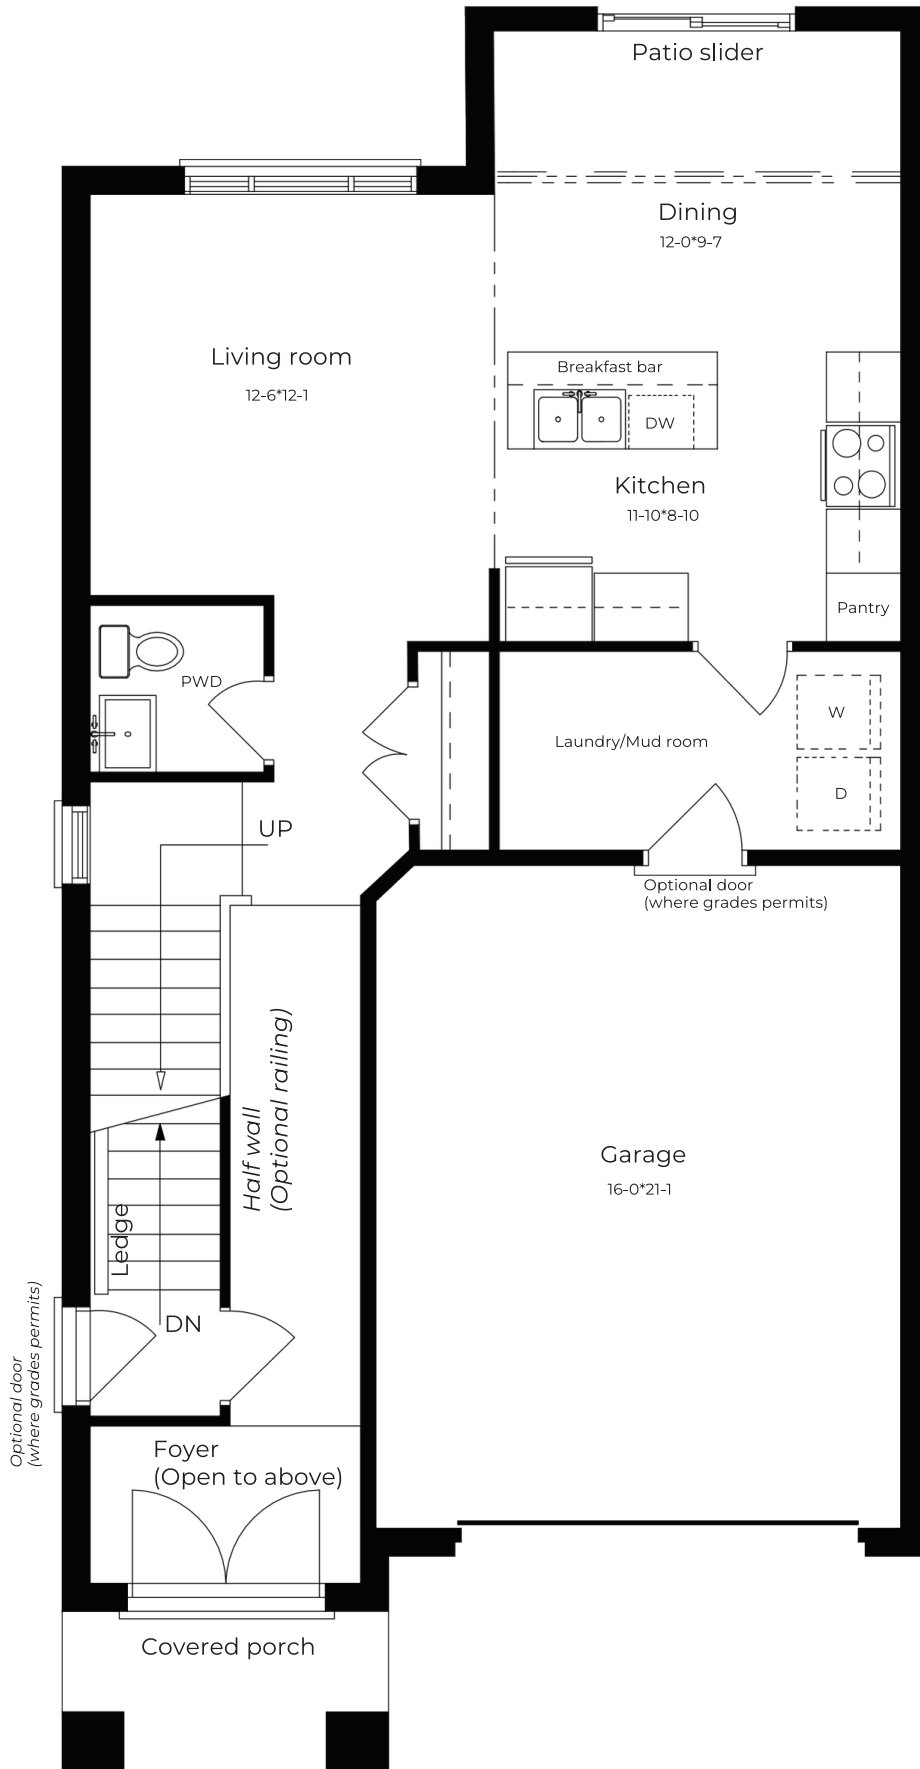 Patio slider
Dining
12-0*9-7
Living room
12-6*12-1
Breakfast bar
DW
Kitchen
11-10*8-10
Pantry
PWD
W
Laundry/Mud room
D
UP
Optional door
(where grades permits)
Half wall
(Optional railing)
Garage
16-0*21-1
Ledge
DN
Optional door
(where grades permits)
Foyer
(Open to above)
Covered porch